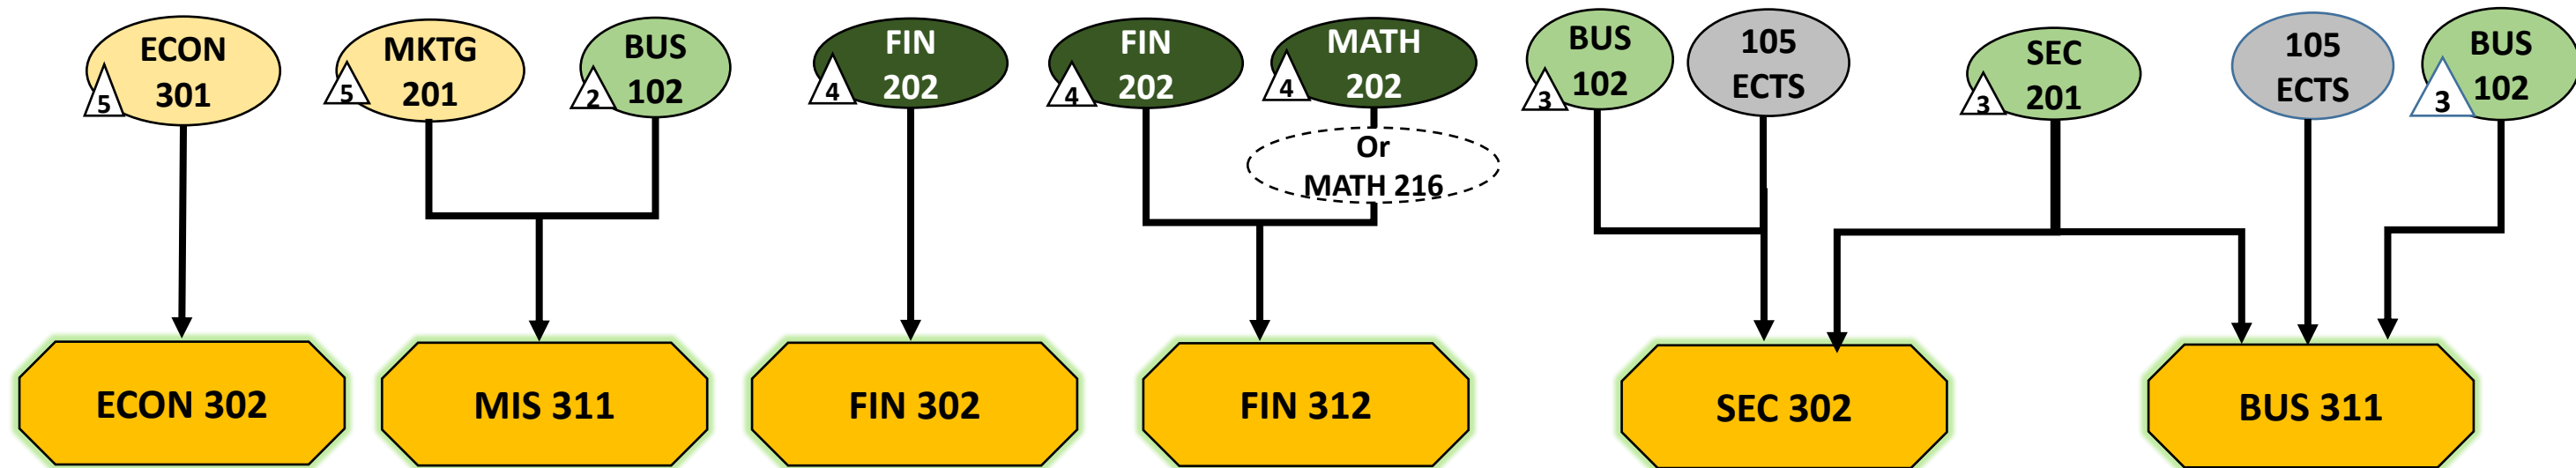 ECON
301
5
MKTG
201
5
BUS
102
2
FIN
202
4
FIN
202
4
MATH
202
4
Or
MATH 216
BUS
102
3
105
ECTS
SEC
201
3
105
ECTS
BUS
102
3
ECON 302
MIS 311
FIN 302
FIN 312
SEC 302
BUS 311